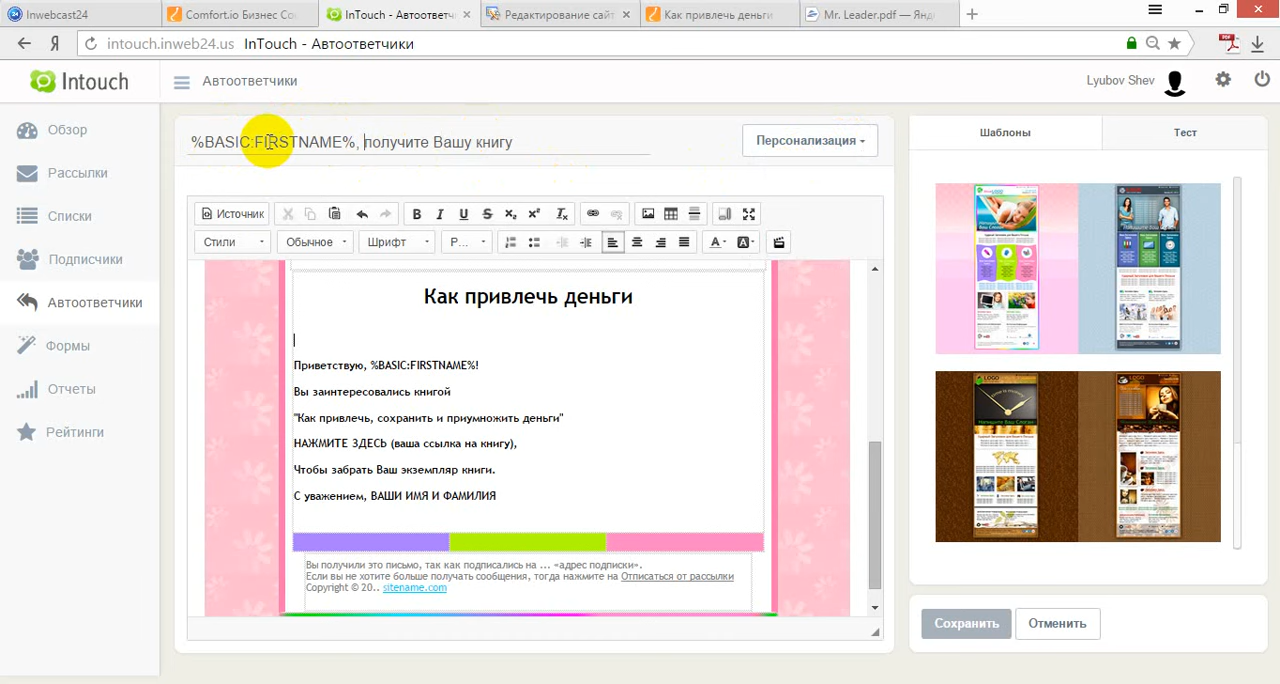 Inwebcast24
Comfort.io Бизнес Сов
InTouch - Автоответч
Редактирование сайт
Как привлечь деньги
Mr. Leader.pdf — Янд
intouch.inweb24.us InTouch - Автоответчики
Intouch
Автоответчики
Lyubov Shev
Обзор
Рассылки
Списки
Подписчики
Автоответчики
Формы
Отчеты
Рейтинги
%BASIC:FIRSTNAME%, получите Вашу книгу
Персонализация
Источник
Стили
Обычное
Шрифт
Р...
Как привлечь деньги
Приветствую, %BASIC:FIRSTNAME%!
Вы заинтересовались книгой
"Как привлечь, сохранить и приумножить деньги"
НАЖМИТЕ ЗДЕСЬ (ваша ссылка на книгу),
Чтобы забрать Ваш экземпляр книги.
С уважением, ВАШИ ИМЯ И ФАМИЛИЯ
Вы получили это письмо, так как подписались на ... «адрес подписки».
Если вы не хотите больше получать сообщения, тогда нажмите на Отписаться от рассылки
Copyright © 20.. sitename.com
Шаблоны
Тест
Сохранить
Отменить